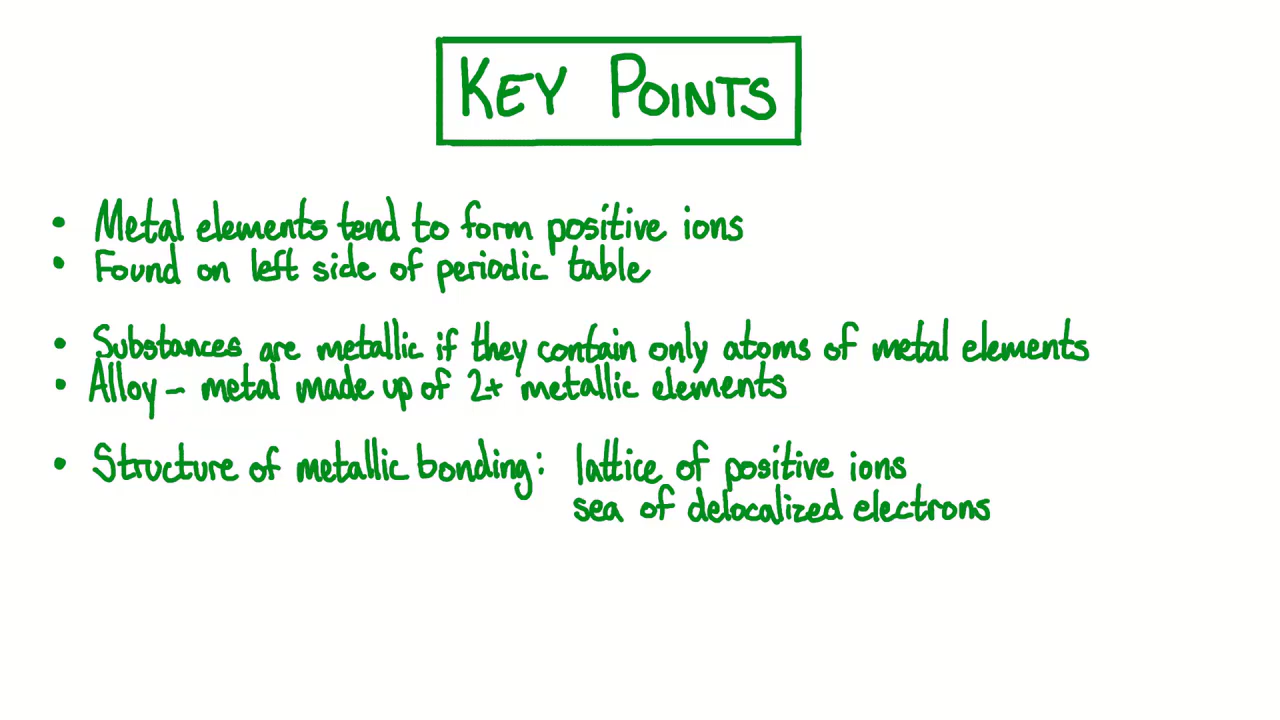 KEY POINTS
• Metal elements tend to form positive ions
• Found on left side of periodic table
• Substances are metallic if they contain only atoms of metal elements
• Alloy – metal made up of 2+ metallic elements
• Structure of metallic bonding: lattice of positive ions
sea of delocalized electrons